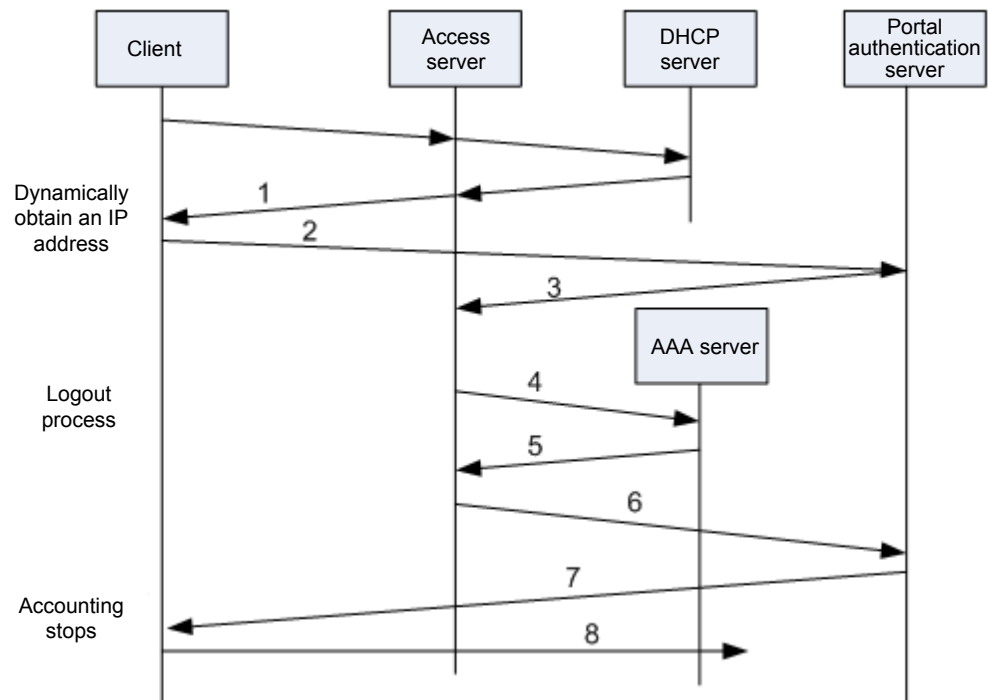 Client
Access
server
DHCP
server
Portal
authentication
server
1
Dynamically
obtain an IP
address
2
3
AAA server
4
Logout
process
5
6
7
Accounting
stops
8